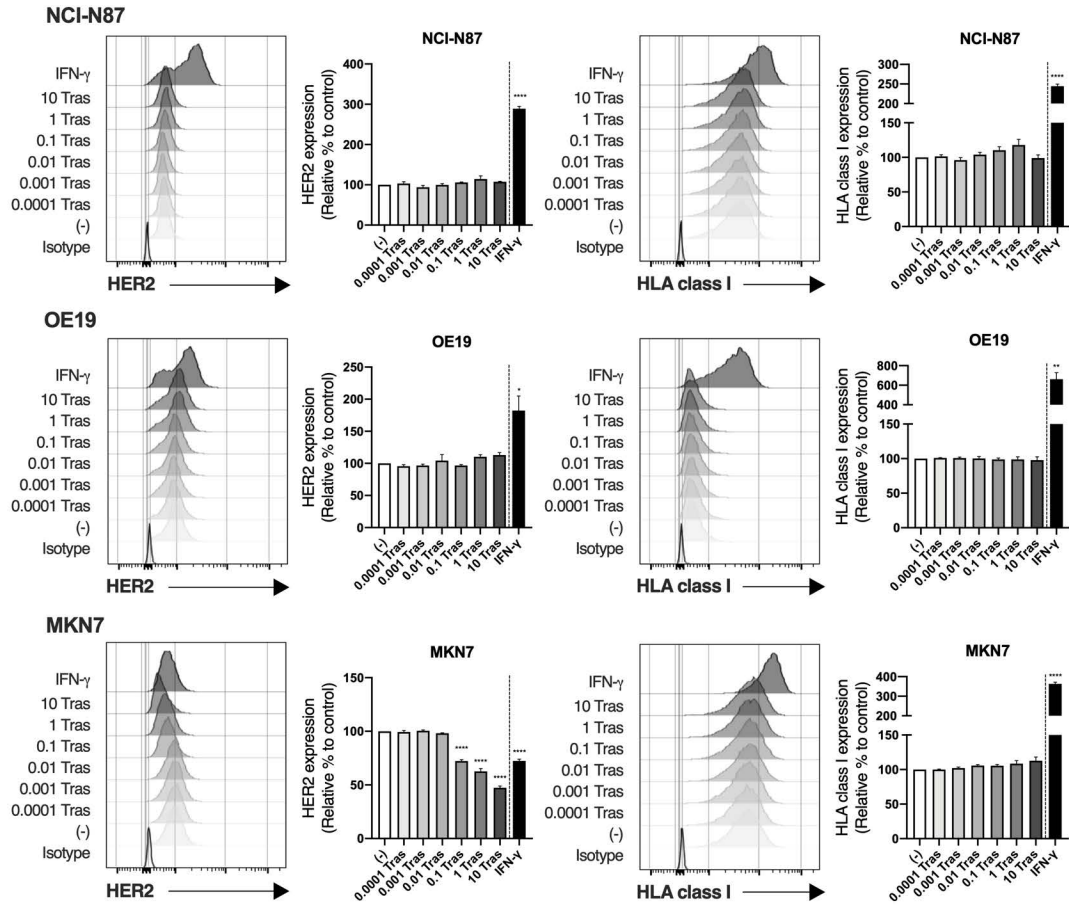 NCI-N87
IFN-γ
10 Tras
1 Tras
0.1 Tras
0.01 Tras
0.001 Tras
0.0001 Tras
(-)
Isotype
HER2
NCI-N87
HER2 expression
(Relative % to control)
400
300
200
100
0
****
(-)
0.0001 Tras
0.001 Tras
0.01 Tras
0.1 Tras
1 Tras
10 Tras
IFN-γ
IFN-γ
10 Tras
1 Tras
0.1 Tras
0.01 Tras
0.001 Tras
0.0001 Tras
(-)
Isotype
HLA class I
NCI-N87
HLA class I expression
(Relative % to control)
300
250
200
150
100
50
0
****
(-)
0.0001 Tras
0.001 Tras
0.01 Tras
0.1 Tras
1 Tras
10 Tras
IFN-γ
OE19
IFN-γ
10 Tras
1 Tras
0.1 Tras
0.01 Tras
0.001 Tras
0.0001 Tras
(-)
Isotype
HER2
OE19
HER2 expression
(Relative % to control)
250
200
150
100
50
0
*
(-)
0.0001 Tras
0.001 Tras
0.01 Tras
0.1 Tras
1 Tras
10 Tras
IFN-γ
IFN-γ
10 Tras
1 Tras
0.1 Tras
0.01 Tras
0.001 Tras
0.0001 Tras
(-)
Isotype
HLA class I
OE19
HLA class I expression
(Relative % to control)
800
600
400
150
100
50
0
**
(-)
0.0001 Tras
0.001 Tras
0.01 Tras
0.1 Tras
1 Tras
10 Tras
IFN-γ
MKN7
IFN-γ
10 Tras
1 Tras
0.1 Tras
0.01 Tras
0.001 Tras
0.0001 Tras
(-)
Isotype
HER2
MKN7
HER2 expression
(Relative % to control)
150
100
50
0
****
****
****
****
(-)
0.0001 Tras
0.001 Tras
0.01 Tras
0.1 Tras
1 Tras
10 Tras
IFN-γ
IFN-γ
10 Tras
1 Tras
0.1 Tras
0.01 Tras
0.001 Tras
0.0001 Tras
(-)
Isotype
HLA class I
MKN7
HLA class I expression
(Relative % to control)
400
300
200
150
100
50
0
****
(-)
0.0001 Tras
0.001 Tras
0.01 Tras
0.1 Tras
1 Tras
10 Tras
IFN-γ